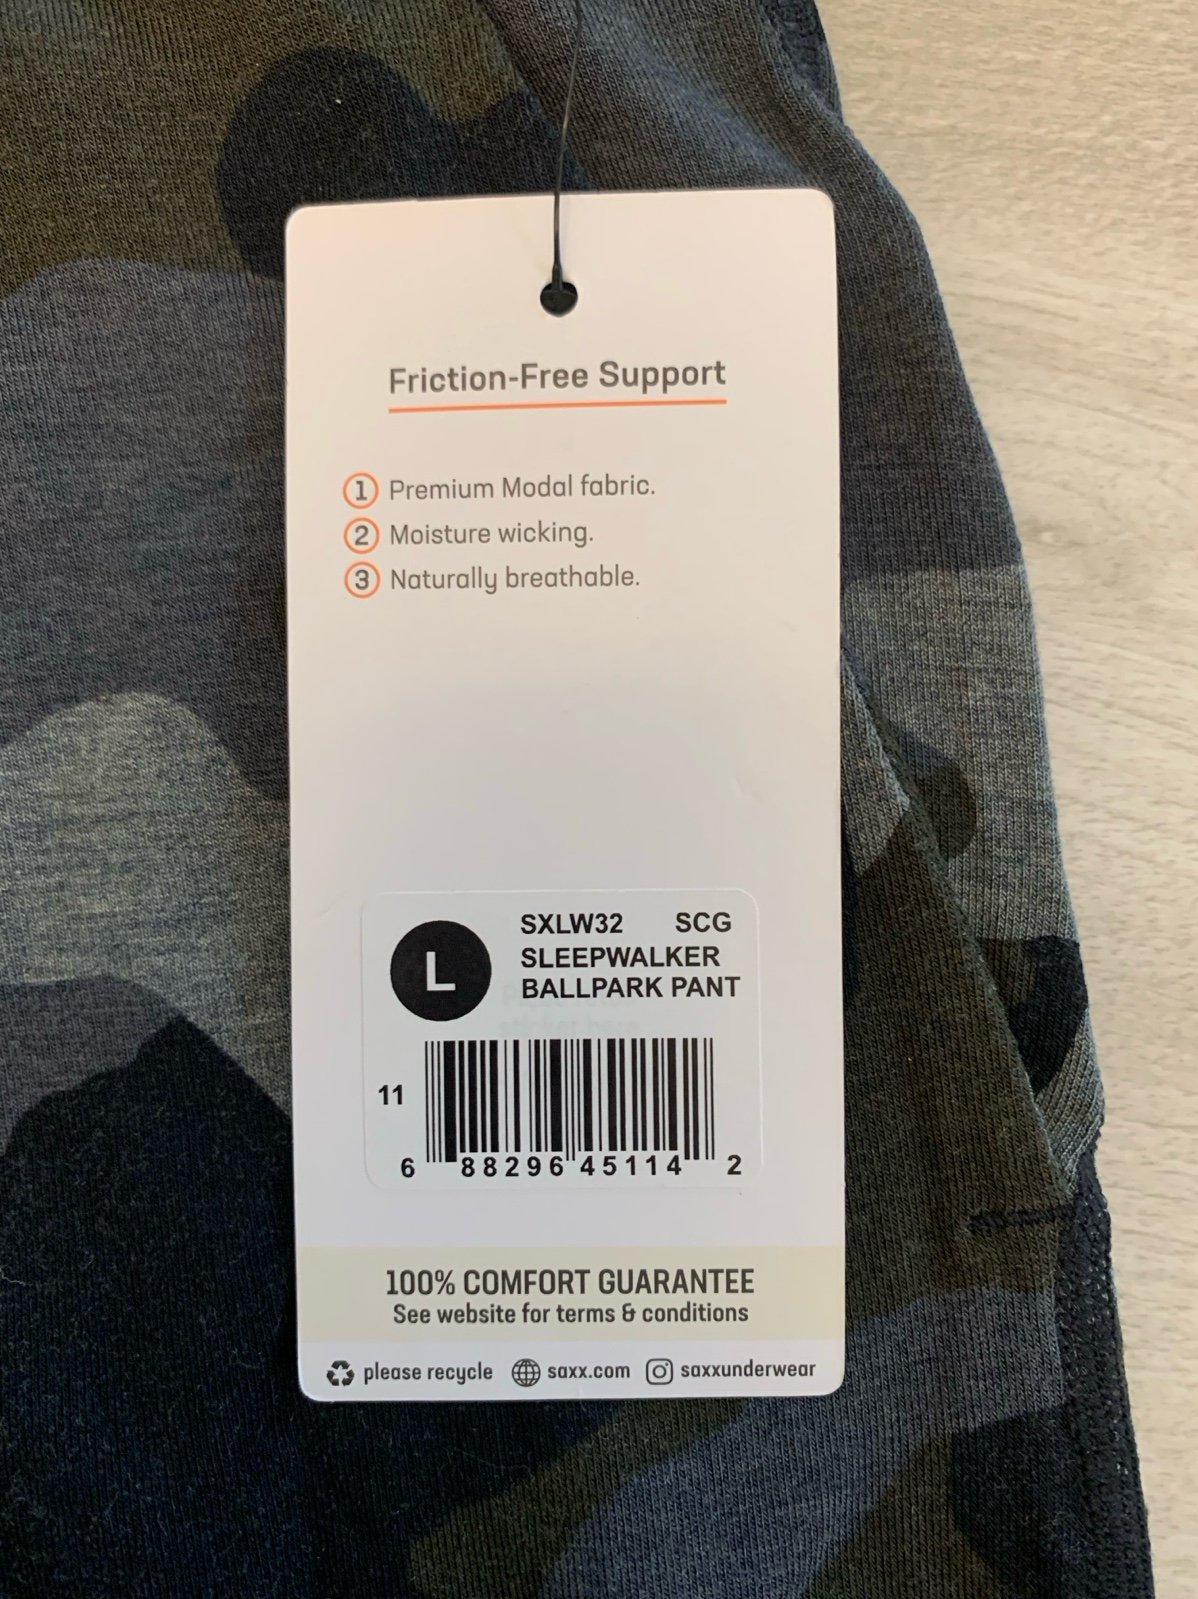 Friction-Free Support
1 Premium Modal fabric.
2 Moisture wicking.
3 Naturally breathable.
L
SXLW32 SCG
SLEEPWALKER
BALLPARK PANT
11
6 88296 45114 2
100% COMFORT GUARANTEE
See website for terms & conditions
please recycle saxx.com saxxunderwear